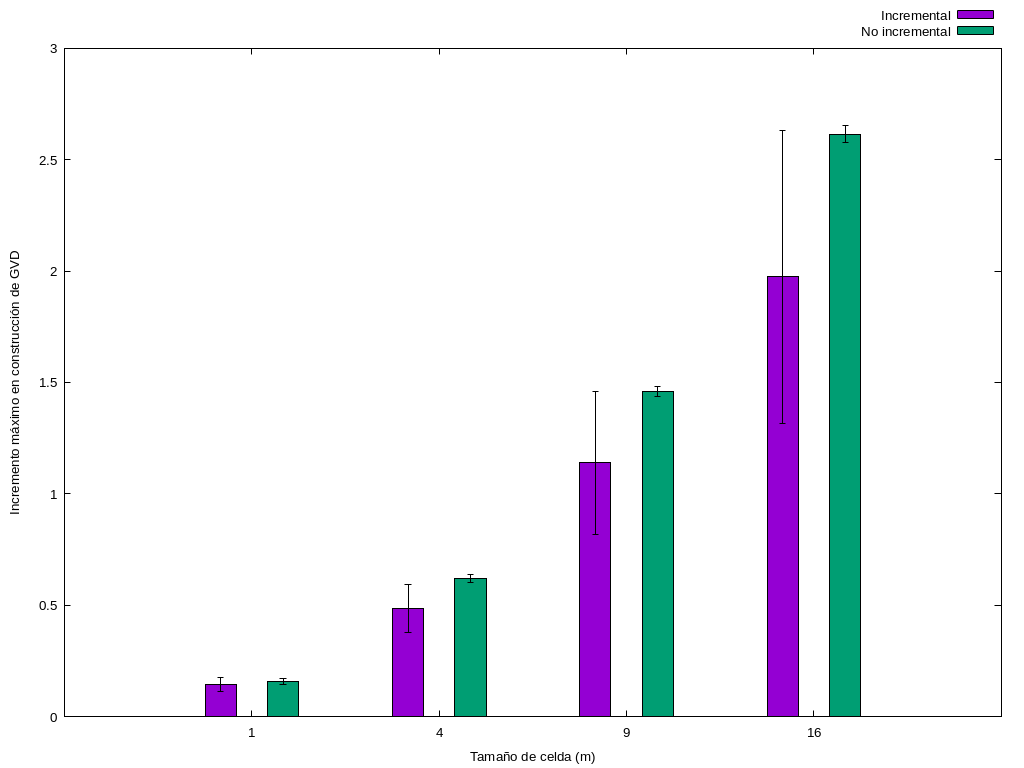 Incremental
No incremental
3
2.5
2
1.5
1
0.5
0
Incremento máximo en construcción de GVD
1 4 9 16
Tamaño de celda (m)